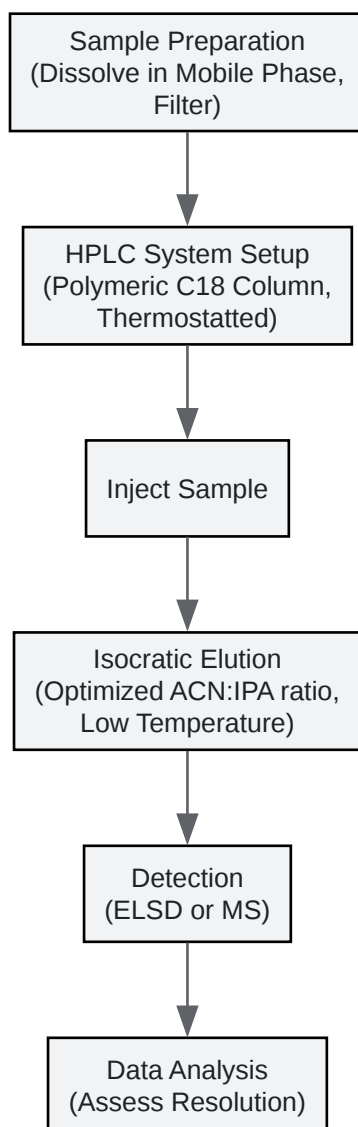 Sample Preparation
(Dissolve in Mobile Phase,
Filter)
HPLC System Setup
(Polymeric C18 Column,
Thermostatted)
Inject Sample
Isocratic Elution
(Optimized ACN:IPA ratio,
Low Temperature)
Detection
(ELSD or MS)
Data Analysis
(Assess Resolution)